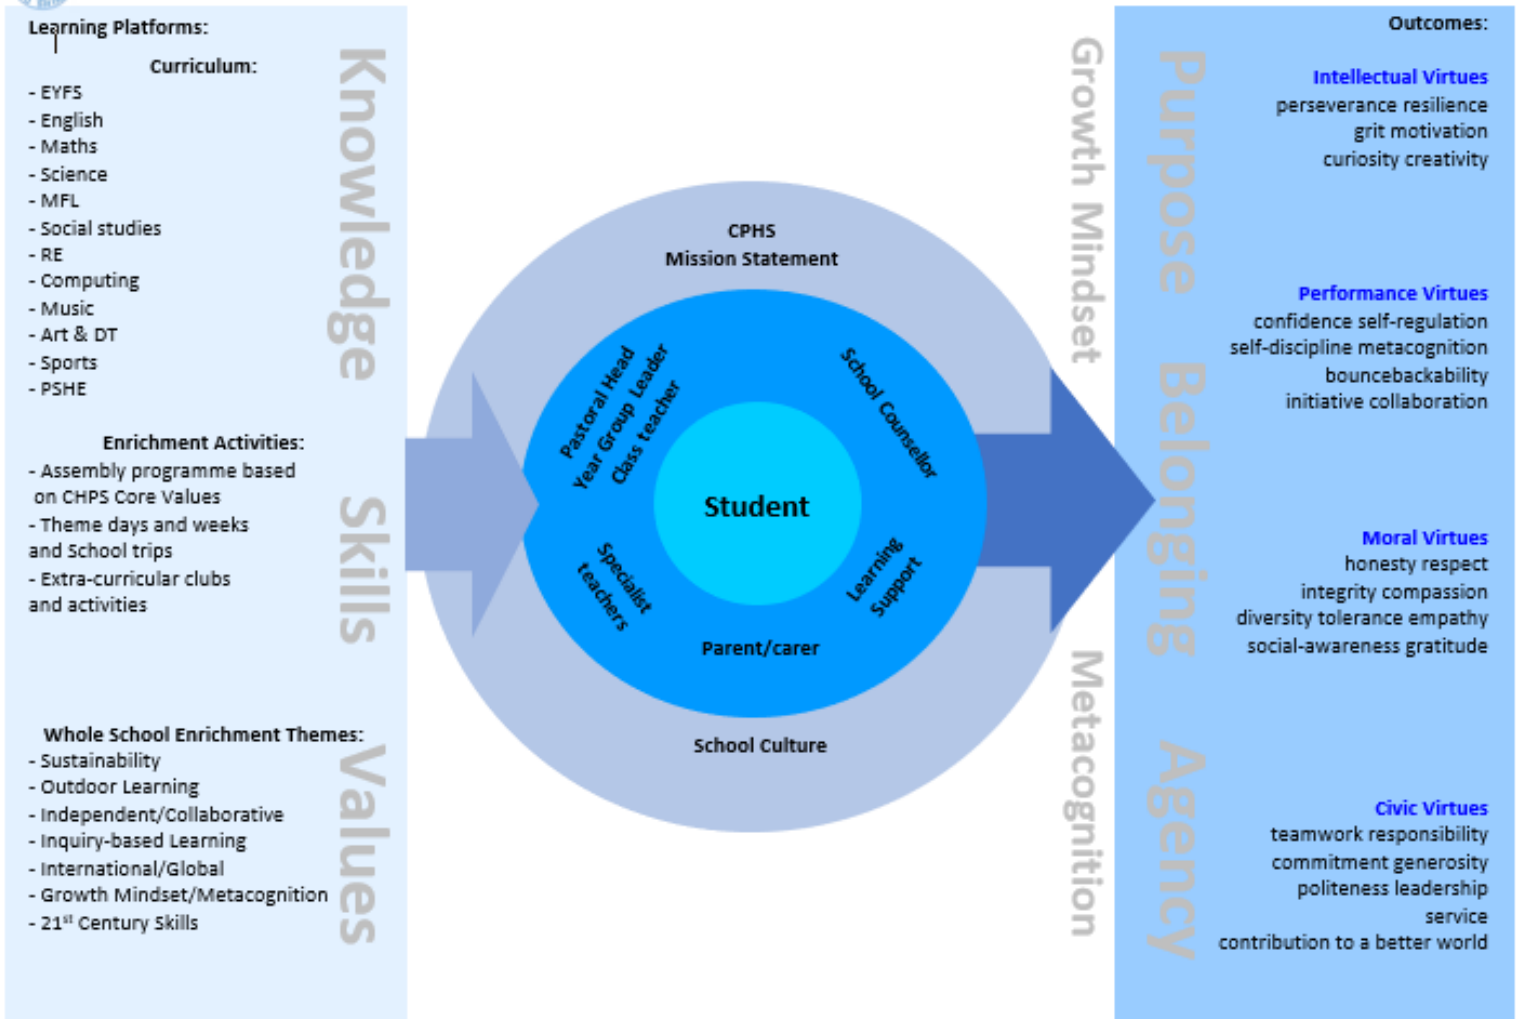 Learning Platforms:
Curriculum:
- EYFS
- English
- Maths
- Science
- MFL
- Social studies
- RE
- Computing
- Music
- Art & DT
- Sports
- PSHE
Enrichment Activities:
- Assembly programme based
on CHPS Core Values
- Theme days and weeks
and School trips
- Extra-curricular clubs
and activities
Whole School Enrichment Themes:
- Sustainability
- Outdoor Learning
- Independent/Collaborative
- Inquiry-based Learning
- International/Global
- Growth Mindset/Metacognition
- 21st Century Skills
Knowledge
Skills
Values
CPHS
Mission Statement
Pastoral Head
Year Group Leader
Class teacher
School Counsellor
Student
Specialist
teachers
Learning
Support
Parent/carer
School Culture
Growth Mindset
Metacognition
Purpose
Belonging
Agency
Outcomes:
Intellectual Virtues
perseverance resilience
grit motivation
curiosity creativity
Performance Virtues
confidence self-regulation
self-discipline metacognition
bouncebackability
initiative collaboration
Moral Virtues
honesty respect
integrity compassion
diversity tolerance empathy
social-awareness gratitude
Civic Virtues
teamwork responsibility
commitment generosity
politeness leadership
service
contribution to a better world